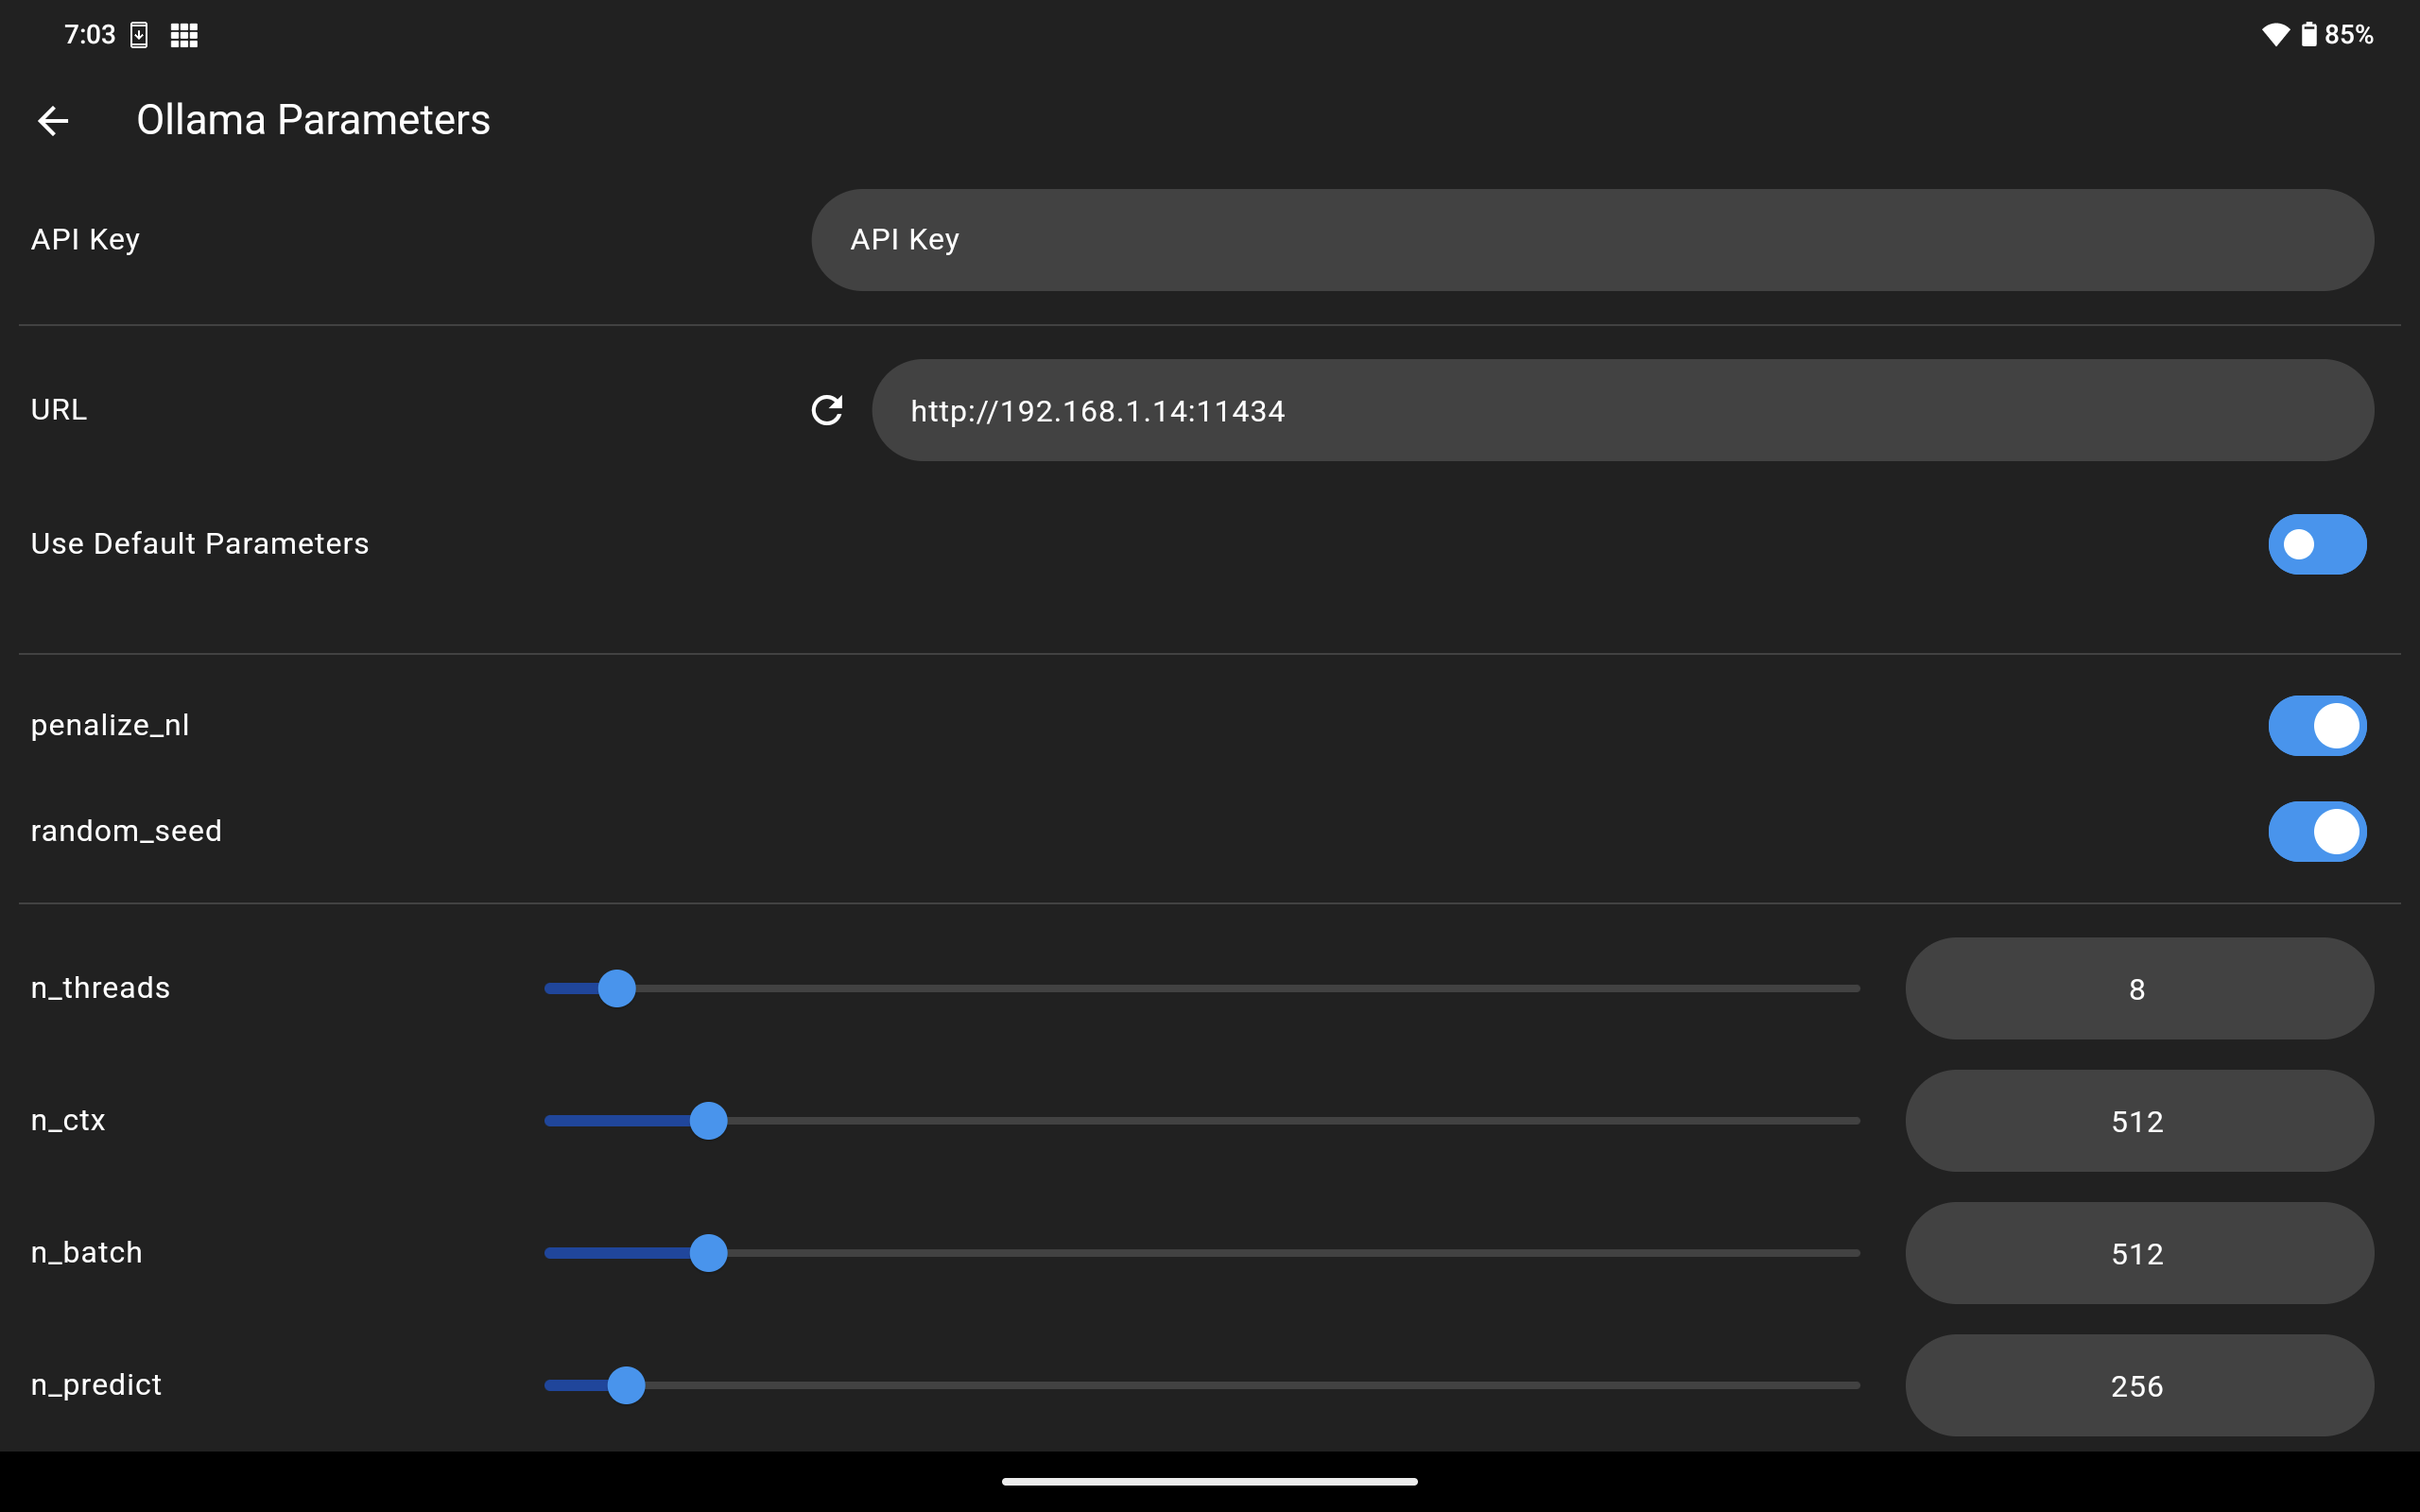 7:03
85%
Ollama Parameters
API Key
API Key
URL
http://192.168.1.14:11434
Use Default Parameters
penalize_nl
random_seed
n_threads
8
n_ctx
512
n_batch
512
n_predict
256